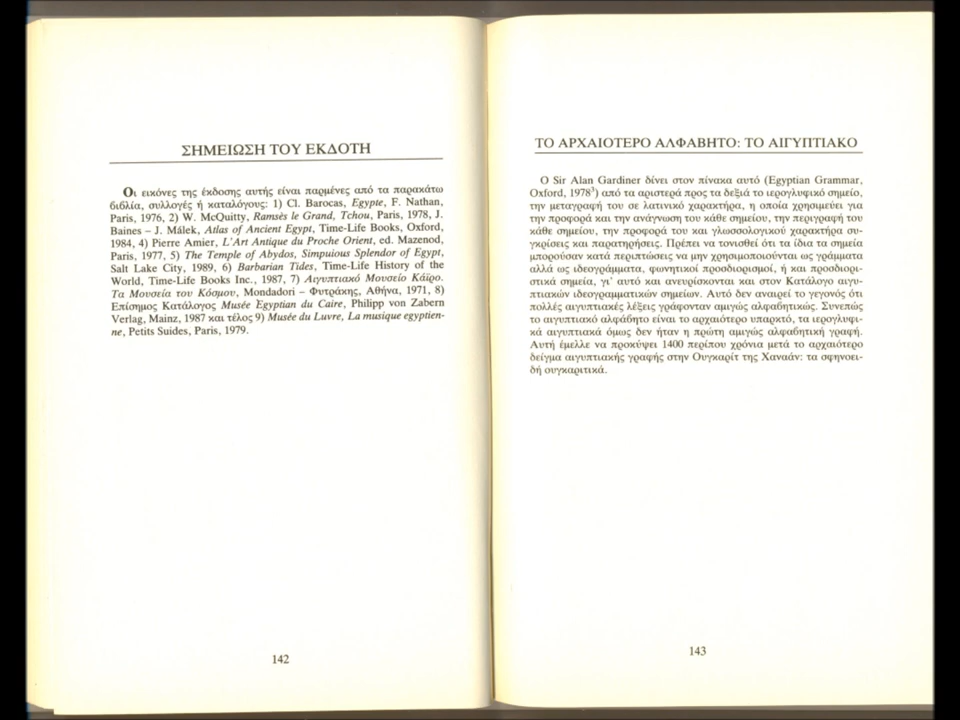 ΣΗΜΕΙΩΣΗ ΤΟΥ ΕΚΔΟΤΗ
Οι εικόνες της έκδοσης αυτής είναι παρμένες από τα παρακάτω
βιβλία, συλλογές ή καταλόγους: 1) Cl. Barocas, Egypte, F. Nathan,
Paris, 1976, 2) W. McQuitty, Ramsès le Grand, Tchou, Paris, 1978, J.
Baines – J. Málek, Atlas of Ancient Egypt, Time-Life Books, Oxford,
1984, 4) Pierre Amier, L'Art Antique du Proche Orient, ed. Mazenod,
Paris, 1977, 5) The Temple of Abydos, Simpuious Splendor of Egypt,
Salt Lake City, 1989, 6) Barbarian Tides, Time-Life History of the
World, Time-Life Books Inc., 1987, 7) Αιγυπτιακό Μουσείο Κάϊρο.
Τα Μουσεία του Κόσμου, Mondadori – Φυτράκης, Αθήνα, 1971, 8)
Επίσημος Κατάλογος Musée Egyptian du Caire, Philipp von Zabern
Verlag, Mainz, 1987 και τέλος 9) Musée du Luvre, La musique egyptien-
ne, Petits Suides, Paris, 1979.
142
ΤΟ ΑΡΧΑΙΟΤΕΡΟ ΑΛΦΑΒΗΤΟ: ΤΟ ΑΙΓΥΠΤΙΑΚΟ
Ο Sir Alan Gardiner δίνει στον πίνακα αυτό (Egyptian Grammar,
Oxford, 1978³) από τα αριστερά προς τα δεξιά το ιερογλυφικό σημείο,
την μεταγραφή του σε λατινικό χαρακτήρα, η οποία χρησιμεύει για
την προφορά και την ανάγνωση του κάθε σημείου, την περιγραφή του
κάθε σημείου, την προφορά του και γλωσσολογικού χαρακτήρα συ-
γκρίσεις και παρατηρήσεις. Πρέπει να τονισθεί ότι τα ίδια τα σημεία
μπορούσαν κατά περιπτώσεις να μην χρησιμοποιούνται ως γράμματα
αλλά ως ιδεογράμματα, φωνητικοί προσδιορισμοί, ή και προσδιορι-
στικά σημεία, γι' αυτό και ανευρίσκονται και στον Κατάλογο αιγυ-
πτιακών ιδεογραμματικών σημείων. Αυτό δεν αναιρεί το γεγονός ότι
πολλές αιγυπτιακές λέξεις γράφονταν αμιγώς αλφαβητικώς. Συνεπώς
το αιγυπτιακό αλφάβητο είναι το αρχαιότερο υπαρκτό, τα ιερογλυφι-
κά αιγυπτιακά όμως δεν ήταν η πρώτη αμιγώς αλφαβητική γραφή.
Αυτή έμελλε να προκύψει 1400 περίπου χρόνια μετά το αρχαιότερο
δείγμα αιγυπτιακής γραφής στην Ουγκαρίτ της Χαναάν: τα σφηνοει-
δή ουγκαριτικά.
143